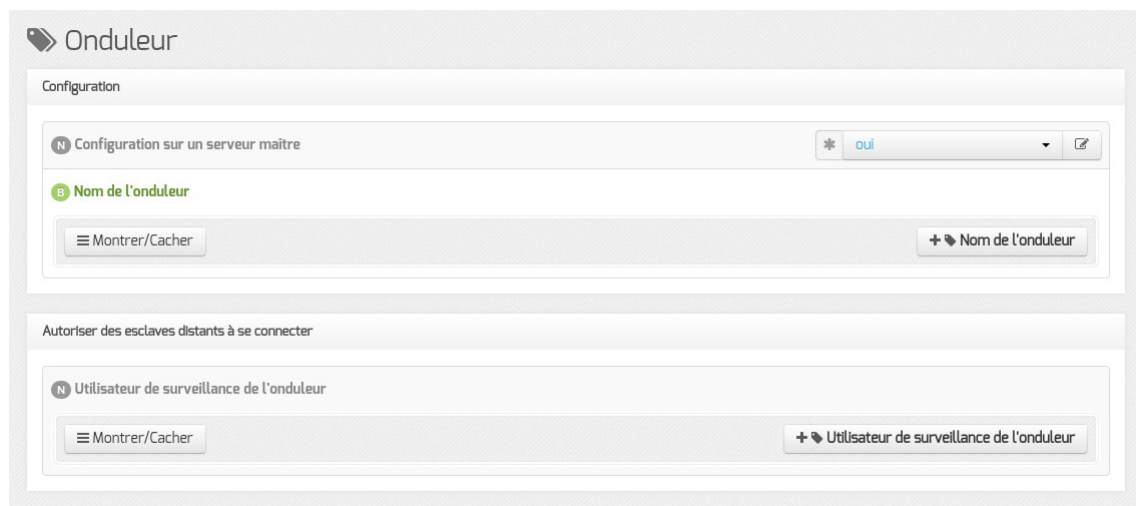 Onduleur
Configuration
N Configuration sur un serveur maître
oui
B Nom de l'onduleur
Montrer/Cacher
Nom de l'onduleur
Autoriser des esclaves distants à se connecter
N Utilisateur de surveillance de l'onduleur
Montrer/Cacher
Utilisateur de surveillance de l'onduleur